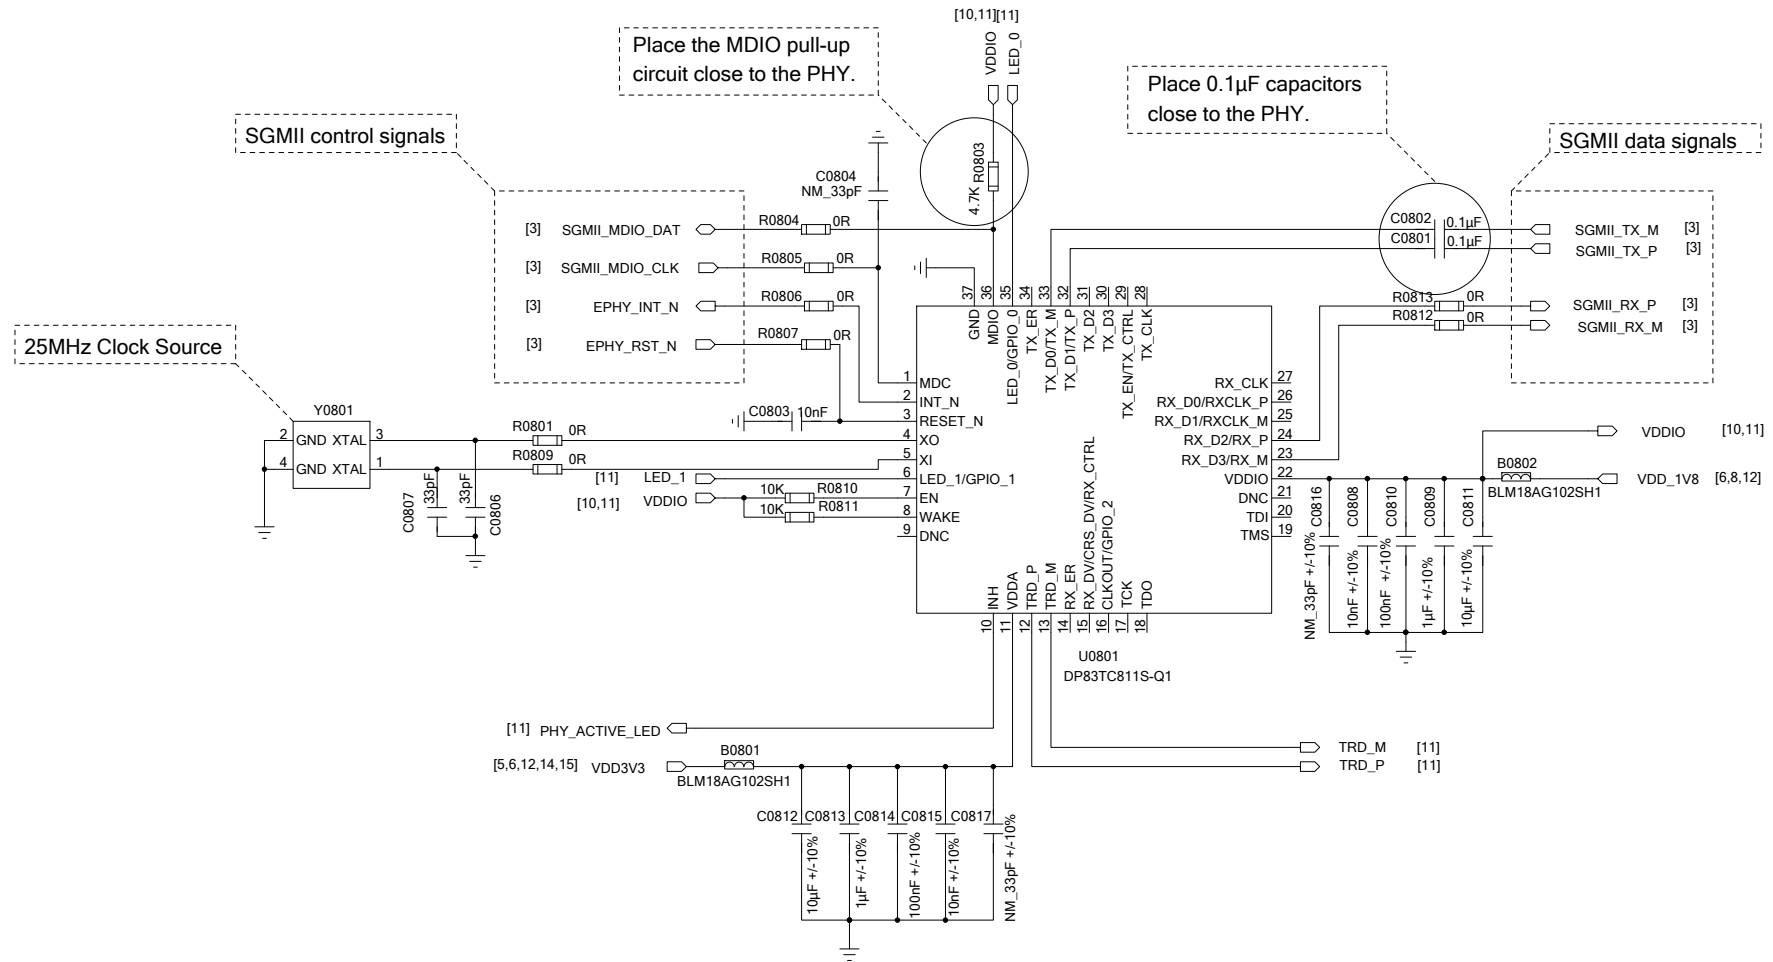 [10,11][11]
VDDIO
LED_0
Place the MDIO pull-up
circuit close to the PHY.
Place 0.1µF capacitors
close to the PHY.
SGMII control signals
SGMII data signals
25MHz Clock Source
R0803
4.7K
C0804
NM_33pF
[3] SGMII_MDIO_DAT
R0804 0R
[3] SGMII_MDIO_CLK
R0805 0R
[3] EPHY_INT_N
R0806 0R
[3] EPHY_RST_N
R0807 0R
C0802 0.1µF
C0801 0.1µF
SGMII_TX_M [3]
SGMII_TX_P [3]
R0813 0R
SGMII_RX_P [3]
R0812 0R
SGMII_RX_M [3]
37 GND
36 MDIO
35 LED_0/GPIO_0
34 TX_ER
33 TX_D0/TX_M
32 TX_D1/TX_P
31 TX_D2
30 TX_D3
29 TX_EN/TX_CTRL
28 TX_CLK
1 MDC
2 INT_N
3 RESET_N
4 XO
5 XI
6 LED_1/GPIO_1
7 EN
8 WAKE
9 DNC
RX_CLK 27
RX_D0/RXCLK_P 26
RX_D1/RXCLK_M 25
RX_D2/RX_P 24
RX_D3/RX_M 23
VDDIO 22
DNC 21
TDI 20
TMS 19
INH 10
VDDA 11
TRD_P 12
TRD_M 13
RX_ER 14
RX_DV/CRS_DV/RX_CTRL 15
CLKOUT/GPIO_2 16
TCK 17
TDO 18
U0801
DP83TC811S-Q1
C0803 10nF
Y0801
2 GND XTAL 3
4 GND XTAL 1
R0801 0R
R0809 0R
C0807 33pF
33pF C0806
[11] LED_1
[10,11] VDDIO
10K R0810
10K R0811
VDDIO [10,11]
B0802
BLM18AG102SH1
VDD_1V8 [6,8,12]
C0816
NM_33pF +/-10%
C0808
10nF +/-10%
C0810
100nF +/-10%
C0809
1µF +/-10%
C0811
10µF +/-10%
[11] PHY_ACTIVE_LED
[5,6,12,14,15] VDD3V3
B0801
BLM18AG102SH1
TRD_M [11]
TRD_P [11]
C0812 C0813 C0814 C0815 C0817
10µF +/-10%
1µF +/-10%
100nF +/-10%
10nF +/-10%
NM_33pF +/-10%